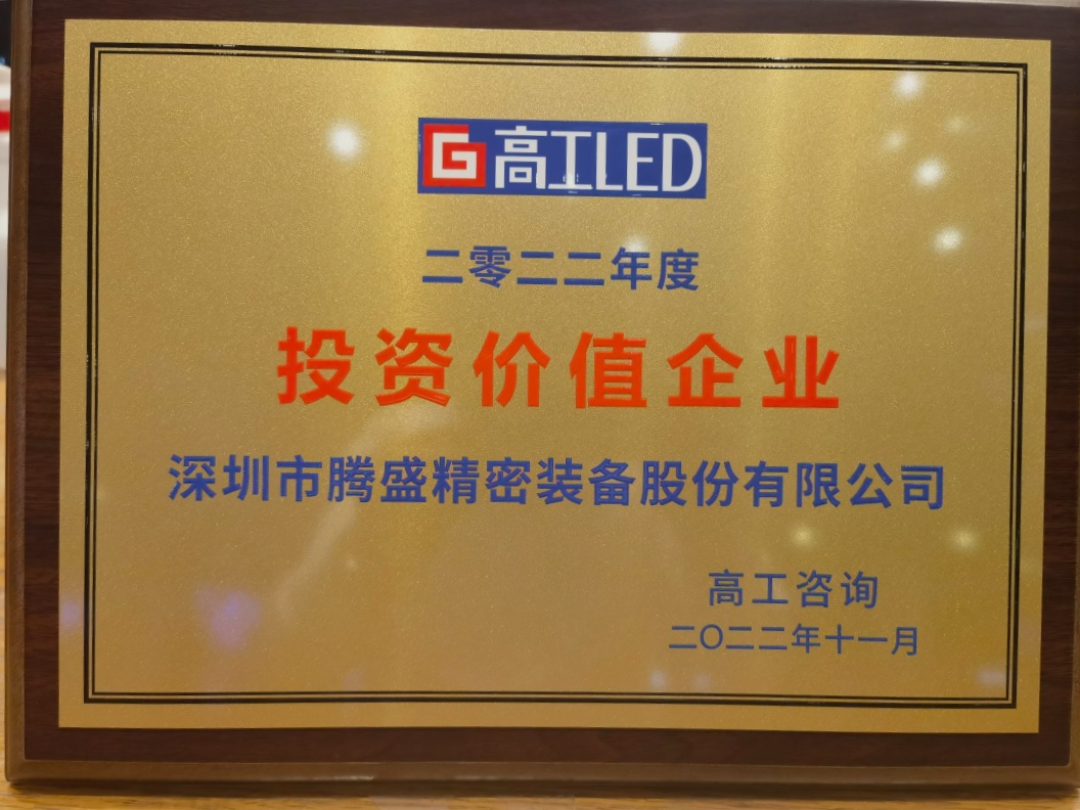 G高工LED
二零二二年度
投资价值企业
深圳市腾盛精密装备股份有限公司
高工咨询
二〇二二年十一月